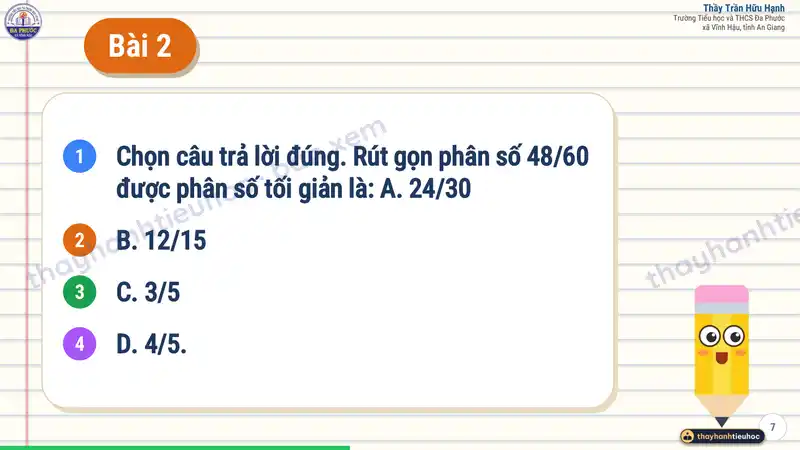 Thầy Trần Hữu Hạnh
Trường Tiểu học và THCS Đa Phước
xã Vĩnh Hậu, tỉnh An Giang
ĐA PHƯỚC
Bài 2
1 Chọn câu trả lời đúng. Rút gọn phân số 48/60
được phân số tối giản là: A. 24/30
2 B. 12/15
3 C. 3/5
4 D. 4/5.
7
thayhanhtieuhoc